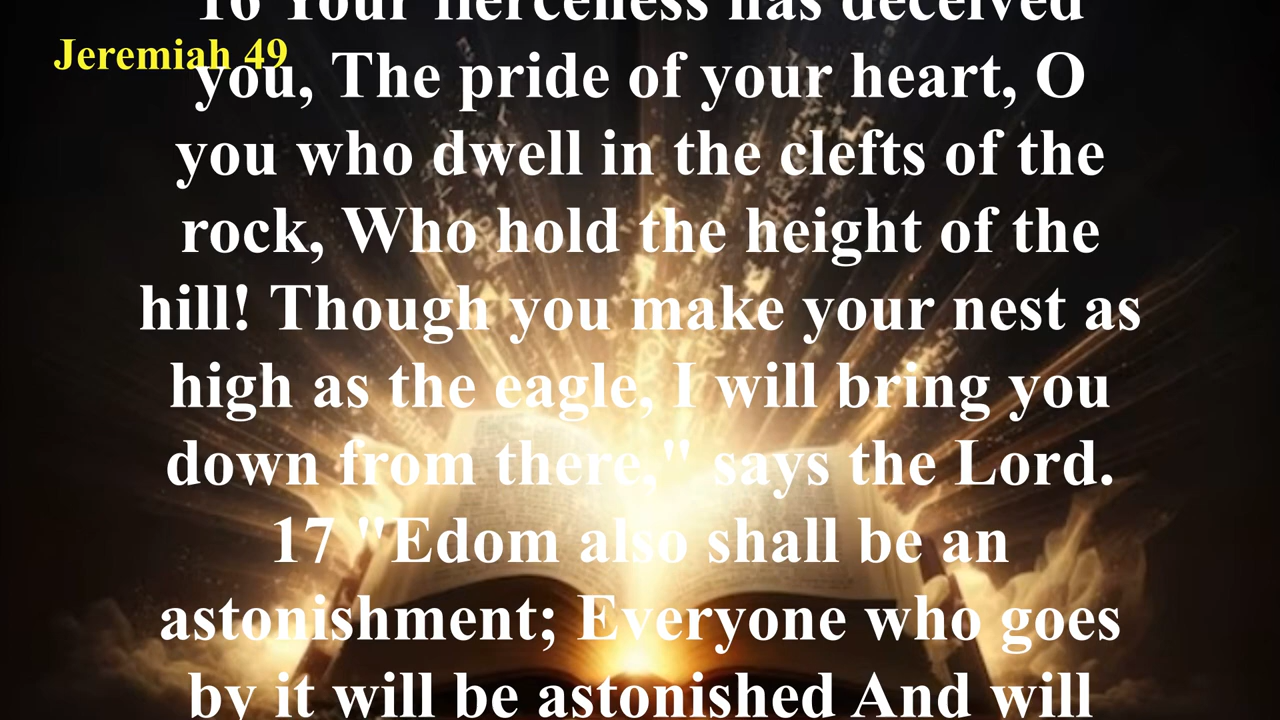 16 Your fierceness has deceived
Jeremiah 49
you, The pride of your heart, O
you who dwell in the clefts of the
rock, Who hold the height of the
hill! Though you make your nest as
high as the eagle, I will bring you
down from there," says the Lord.
17 "Edom also shall be an
astonishment; Everyone who goes
by it will be astonished And will